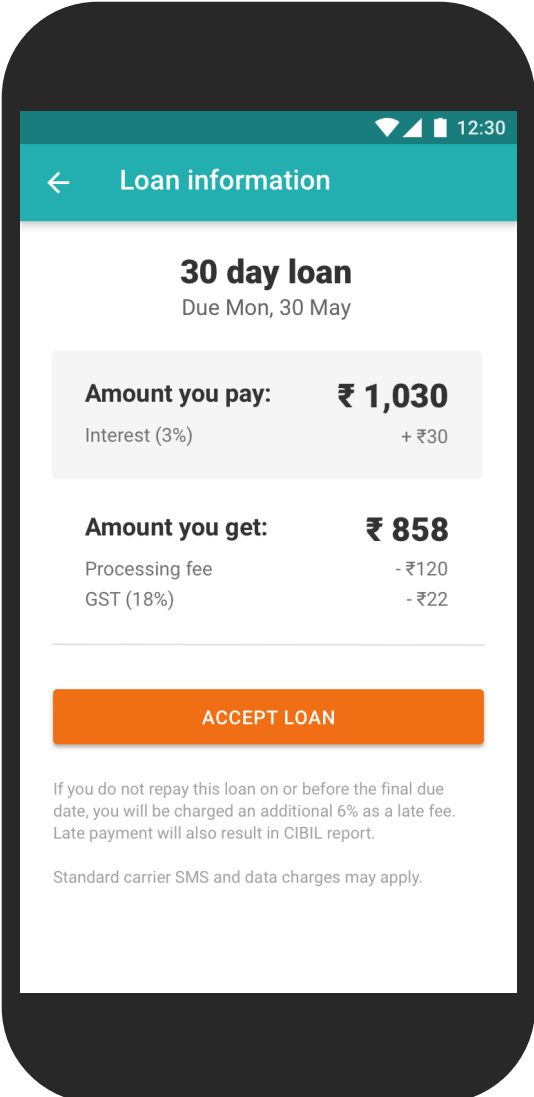 12:30
Loan information
30 day loan
Due Mon, 30 May
Amount you pay: ₹ 1,030
Interest (3%) + ₹30
Amount you get: ₹ 858
Processing fee - ₹120
GST (18%) - ₹22
ACCEPT LOAN
If you do not repay this loan on or before the final due
date, you will be charged an additional 6% as a late fee.
Late payment will also result in CIBIL report.
Standard carrier SMS and data charges may apply.